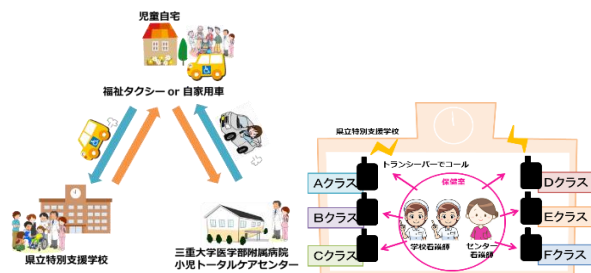 児童自宅
福祉タクシー or 自家用車
県立特別支援学校
三重大学医学部附属病院
小児トータルケアセンター
県立特別支援学校
トランシーバーでコール
保健室
Aクラス
Bクラス
Cクラス
Dクラス
Eクラス
Fクラス
学校看護師
センター
看護師